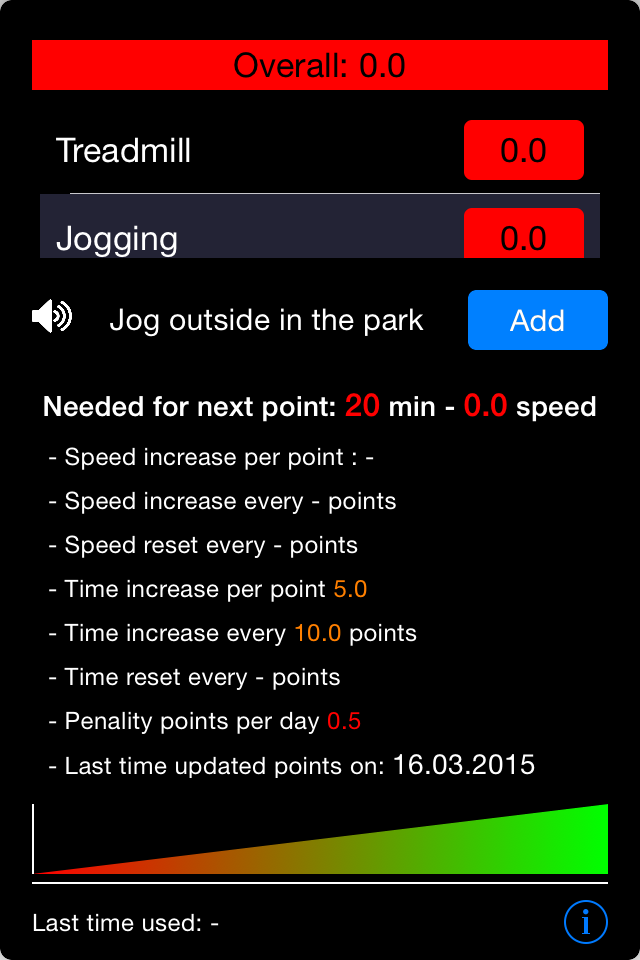 Overall: 0.0
Treadmill 0.0
Jogging 0.0
Jog outside in the park Add
Needed for next point: 20 min - 0.0 speed
- Speed increase per point : -
- Speed increase every - points
- Speed reset every - points
- Time increase per point 5.0
- Time increase every 10.0 points
- Time reset every - points
- Penality points per day 0.5
- Last time updated points on: 16.03.2015
Last time used: - i